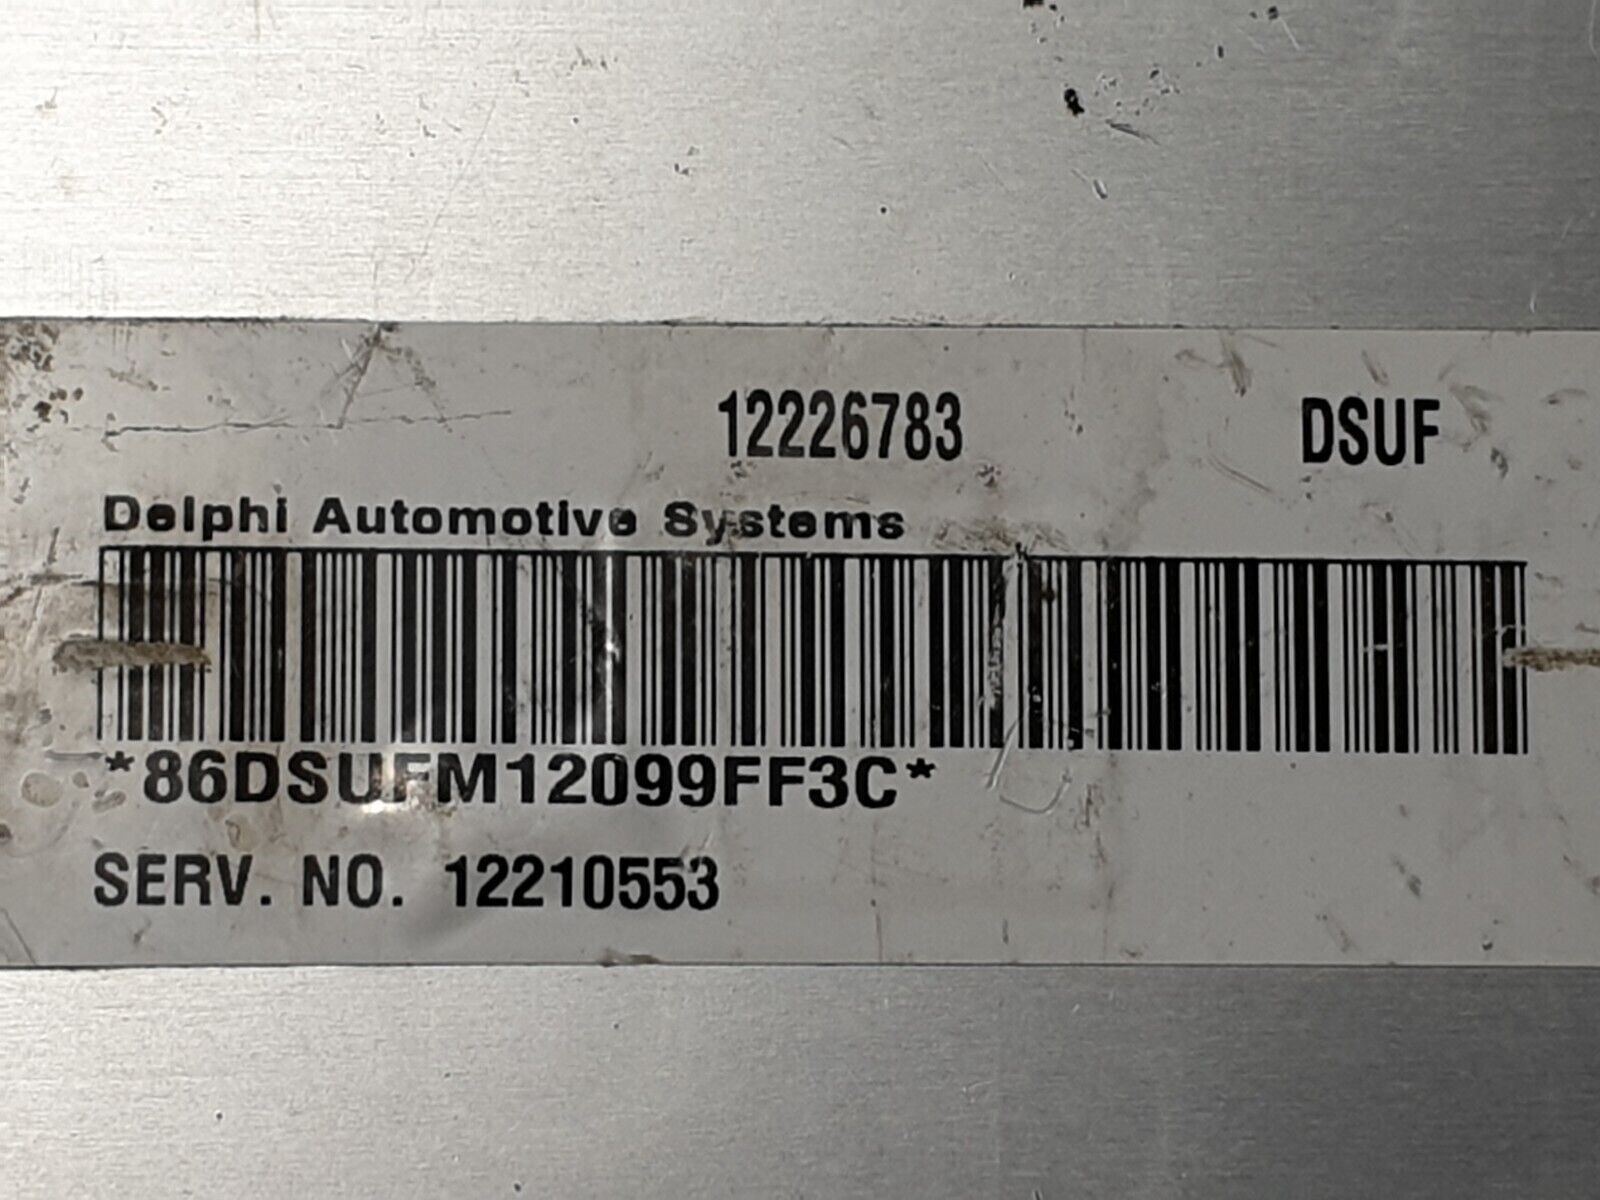 12226783 DSUF
Delphi Automotive Systems
*86DSUFM12099FF3C*
SERV. NO. 12210553